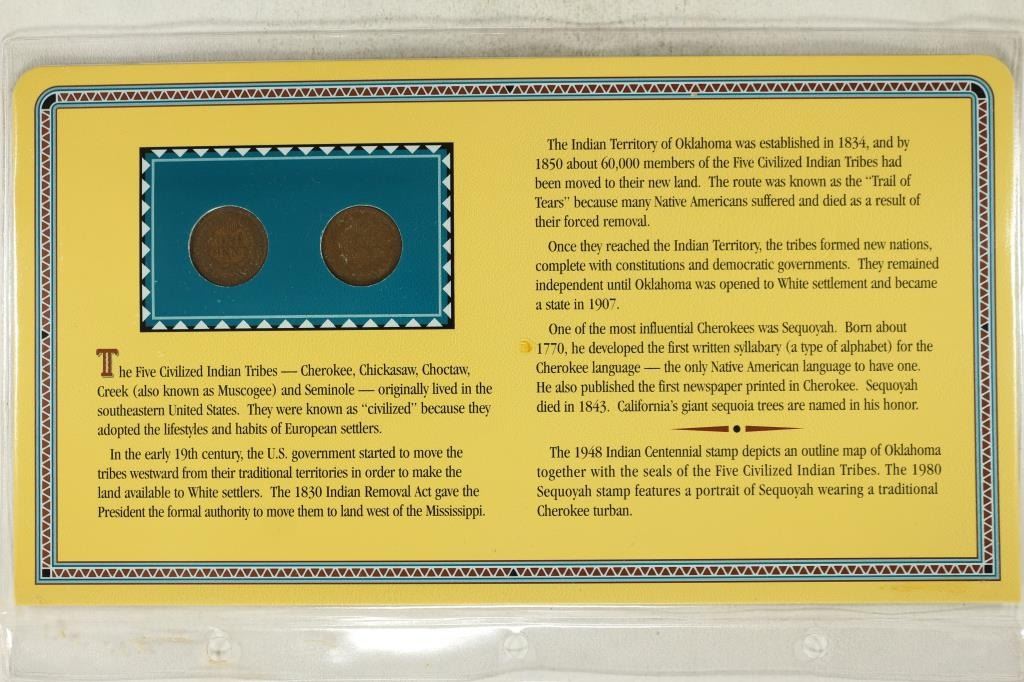 ONE
CENT
The Five Civilized Indian Tribes — Cherokee, Chickasaw, Choctaw,
Creek (also known as Muscogee) and Seminole — originally lived in the
southeastern United States. They were known as “civilized” because they
adopted the lifestyles and habits of European settlers.
In the early 19th century, the U.S. government started to move the
tribes westward from their traditional territories in order to make the
land available to White settlers. The 1830 Indian Removal Act gave the
President the formal authority to move them to land west of the Mississippi.
The Indian Territory of Oklahoma was established in 1834, and by
1850 about 60,000 members of the Five Civilized Indian Tribes had
been moved to their new land. The route was known as the “Trail of
Tears” because many Native Americans suffered and died as a result of
their forced removal.
Once they reached the Indian Territory, the tribes formed new nations,
complete with constitutions and democratic governments. They remained
independent until Oklahoma was opened to White settlement and became
a state in 1907.
One of the most influential Cherokees was Sequoyah. Born about
1770, he developed the first written syllabary (a type of alphabet) for the
Cherokee language — the only Native American language to have one.
He also published the first newspaper printed in Cherokee. Sequoyah
died in 1843. California’s giant sequoia trees are named in his honor.
The 1948 Indian Centennial stamp depicts an outline map of Oklahoma
together with the seals of the Five Civilized Indian Tribes. The 1980
Sequoyah stamp features a portrait of Sequoyah wearing a traditional
Cherokee turban.